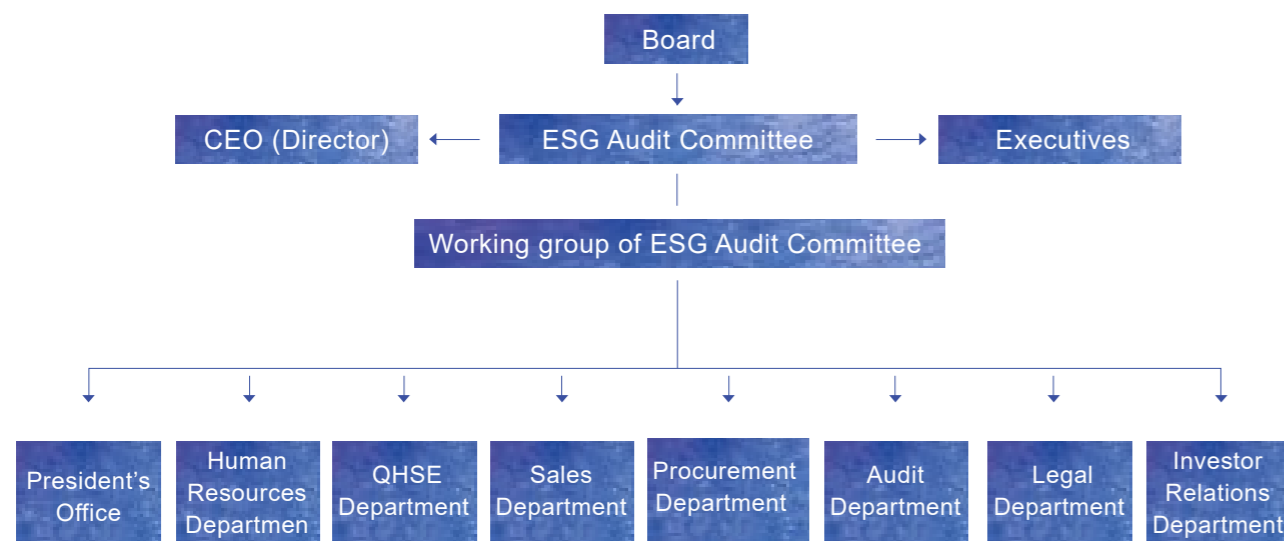 Board
CEO (Director)
ESG Audit Committee
Executives
Working group of ESG Audit Committee
President’s
Office
Human
Resources
Departmen
QHSE
Department
Sales
Department
Procurement
Department
Audit
Department
Legal
Department
Investor
Relations
Department